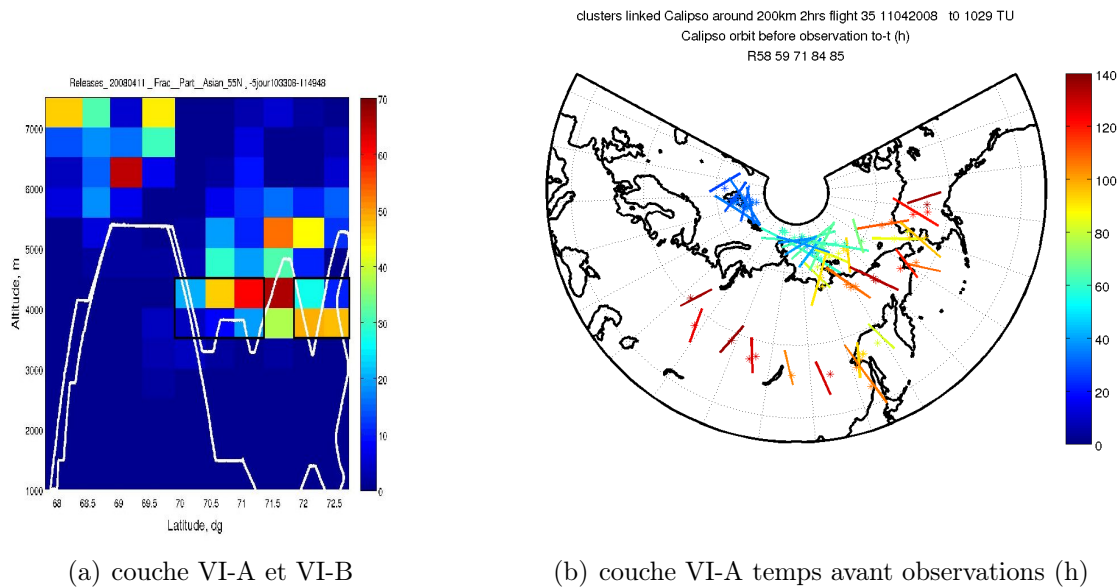 clusters linked Calipso around 200km 2hrs flight 35 11042008 t0 1029 TU
Calipso orbit before observation to-t (h)
R58 59 71 84 85
Releases_20080411_Frac__Part__Asian_55N_,-5jour103306-114948
7000
6000
5000
4000
3000
2000
1000
Altitude, m
68 68.5 69 69.5 70 70.5 71 71.5 72 72.5
Latitude, dg
70
60
50
40
30
20
10
0
140
120
100
80
60
40
20
0
(a) couche VI-A et VI-B
(b) couche VI-A temps avant observations (h)